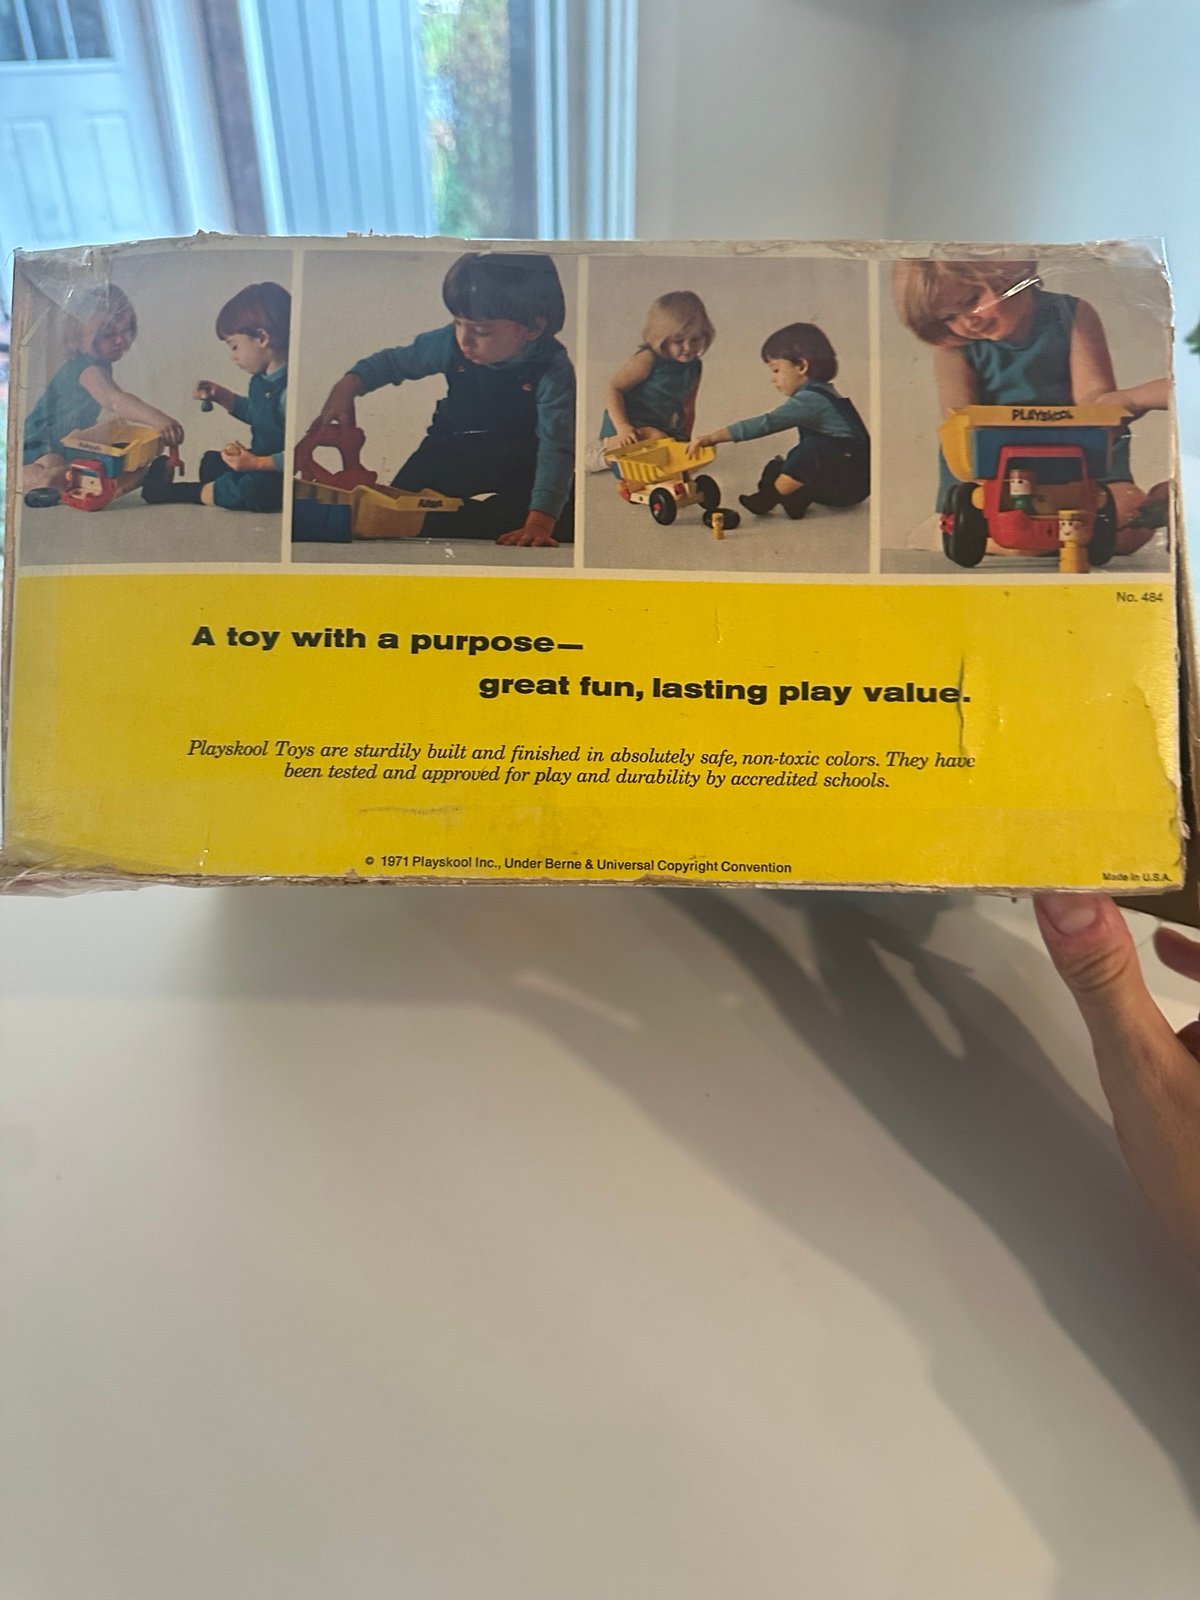 PLAYSKOOL
No. 484
A toy with a purpose—
great fun, lasting play value.
Playskool Toys are sturdily built and finished in absolutely safe, non-toxic colors. They have
been tested and approved for play and durability by accredited schools.
© 1971 Playskool Inc., Under Berne & Universal Copyright Convention
Made in U.S.A.